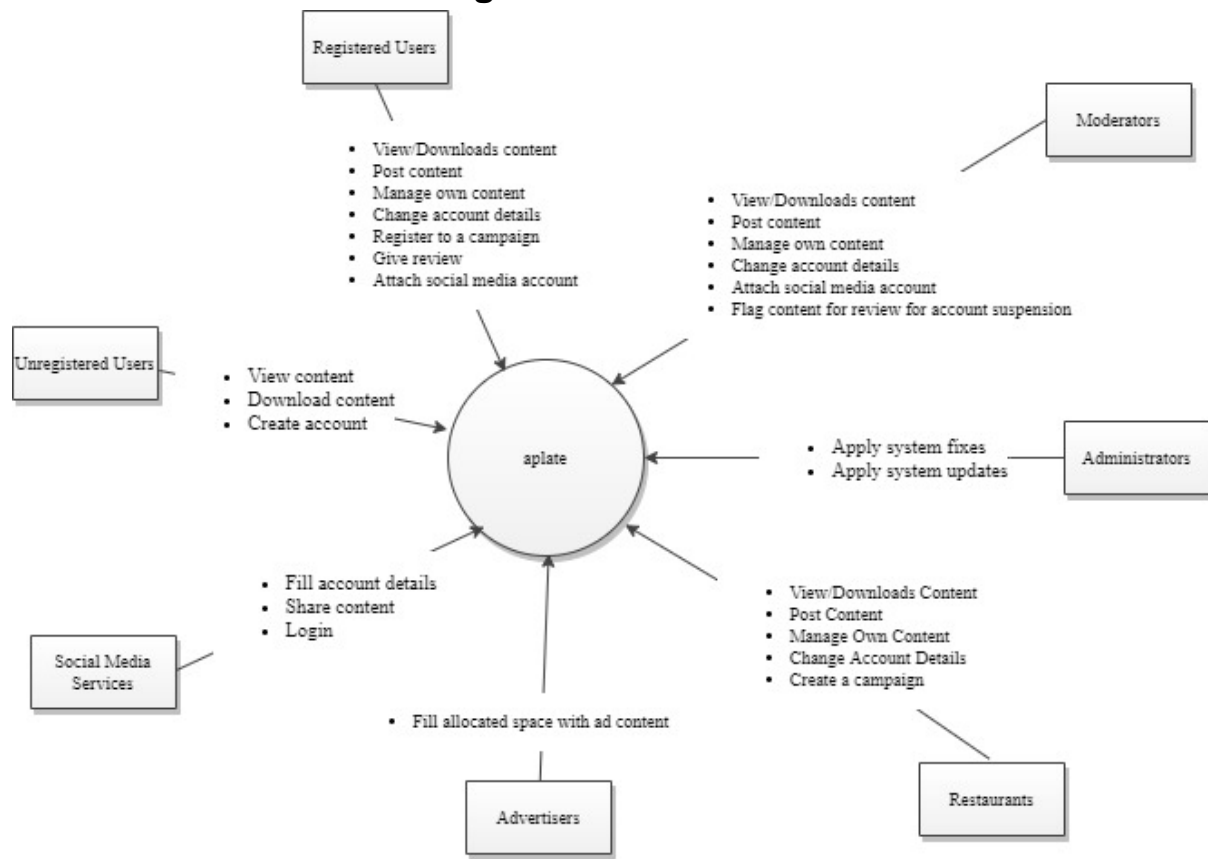 g
Registered Users
• View/Downloads content
• Post content
• Manage own content
• Change account details
• Register to a campaign
• Give review
• Attach social media account
Moderators
• View/Downloads content
• Post content
• Manage own content
• Change account details
• Attach social media account
• Flag content for review for account suspension
Unregistered Users
• View content
• Download content
• Create account
aplate
• Apply system fixes
• Apply system updates
Administrators
• Fill account details
• Share content
• Login
Social Media
Services
• View/Downloads Content
• Post Content
• Manage Own Content
• Change Account Details
• Create a campaign
• Fill allocated space with ad content
Advertisers
Restaurants